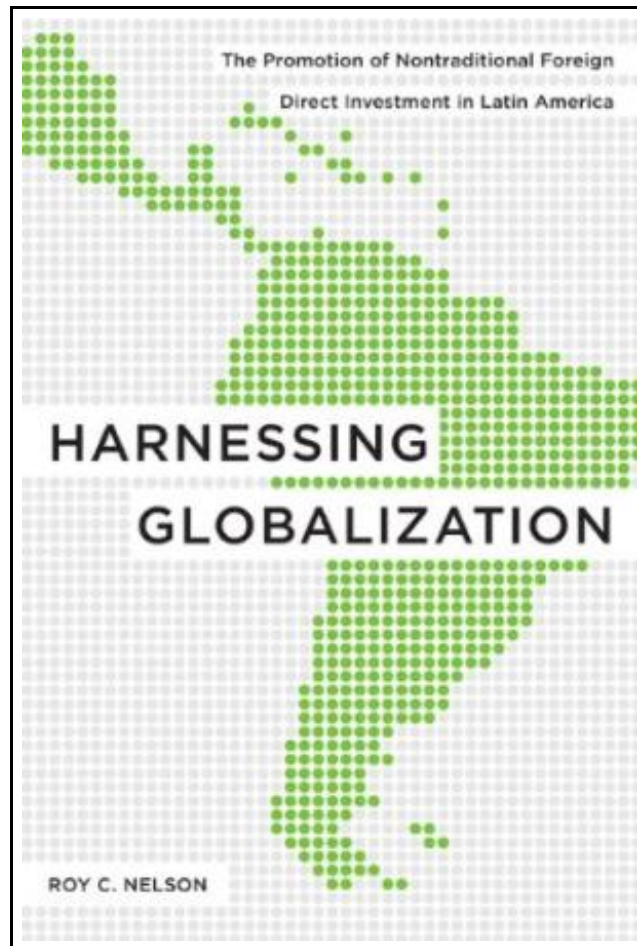 The Promotion of Nontraditional Foreign
Direct Investment in Latin America
HARNESSING
GLOBALIZATION
ROY C. NELSON